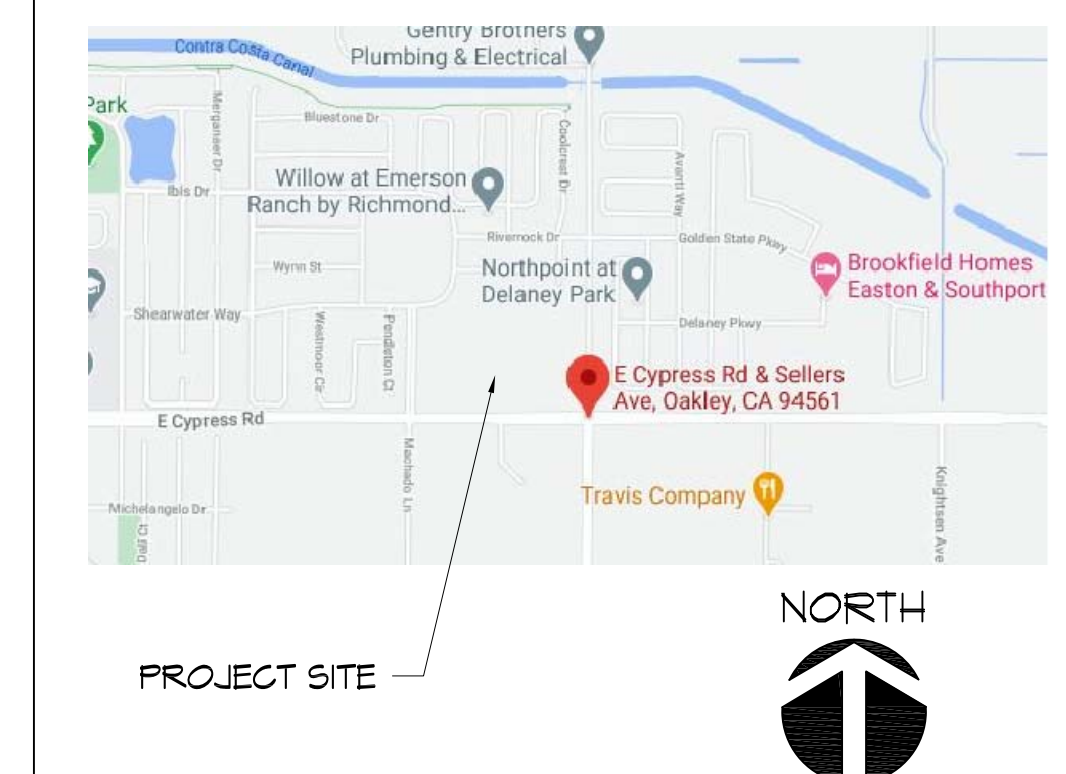 Gentry Brothers
Plumbing & Electrical
Contra Costa Canal
Park
Merganser Dr
Bluestone Dr
Coolcrest Dr
Willow at Emerson
Ranch by Richmond...
Ibis Dr
Avanti Way
Riverrock Dr
Golden State Pkwy
Wynn St
Northpoint at
Delaney Park
Brookfield Homes
Easton & Southport
Shearwater Way
Westmoor Cir
Pendleton Ct
Delaney Pkwy
E Cypress Rd & Sellers
Ave, Oakley, CA 94561
E Cypress Rd
Machado Ln
Travis Company
Knightsen Ave
Michelangelo Dr
Ct
NORTH
PROJECT SITE